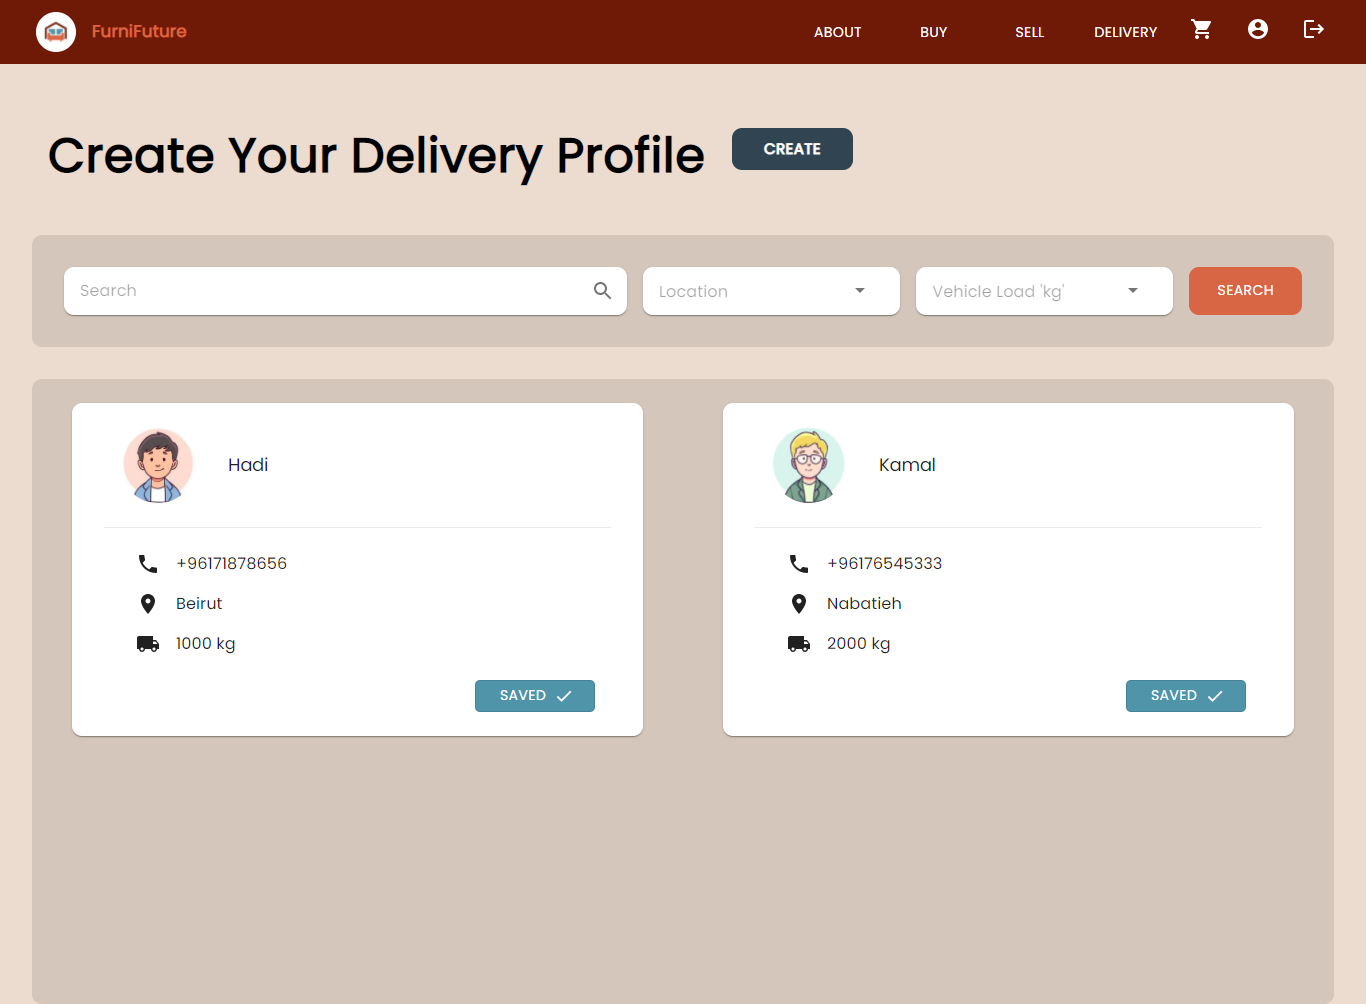 FurniFuture
ABOUT
BUY
SELL
DELIVERY
Create Your Delivery Profile
CREATE
Search
Location
Vehicle Load 'kg'
SEARCH
Hadi
+96171878656
Beirut
1000 kg
SAVED
Kamal
+96176545333
Nabatieh
2000 kg
SAVED